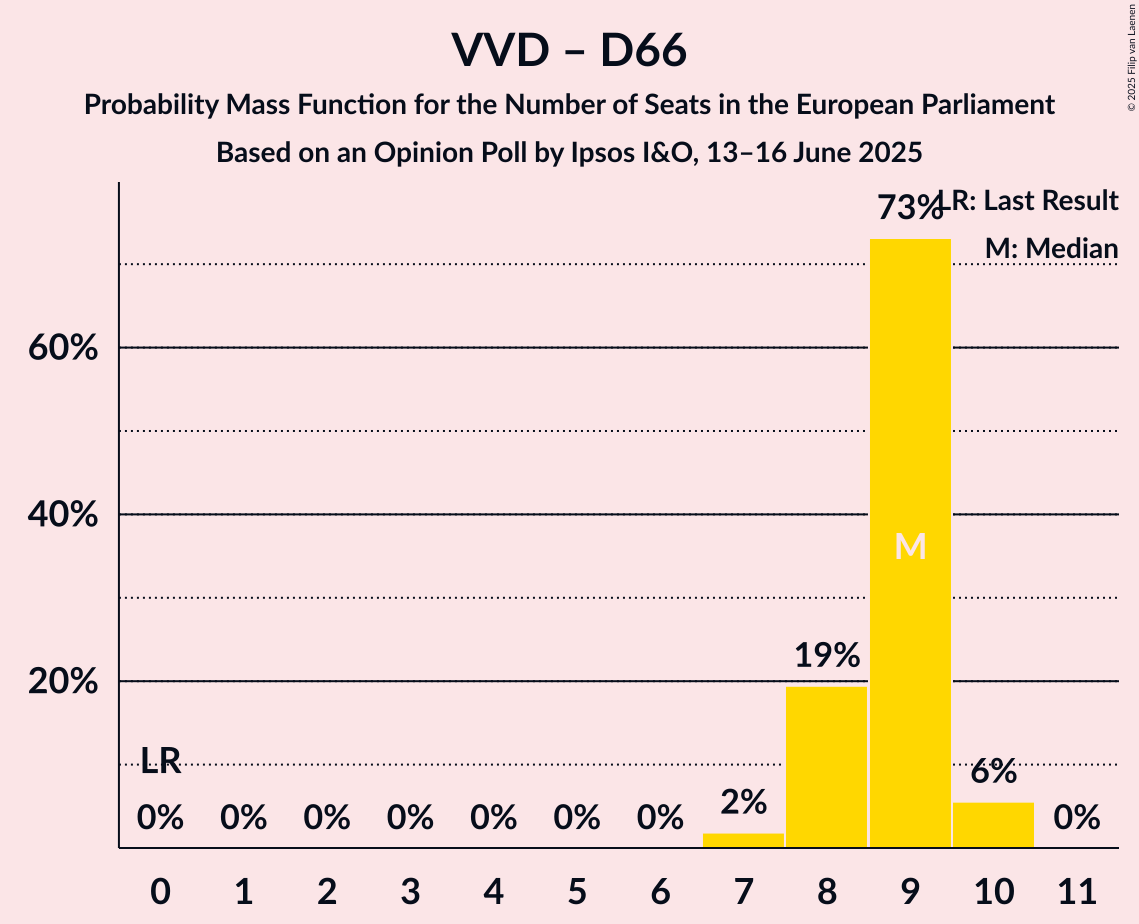 VVD – D66
Probability Mass Function for the Number of Seats in the European Parliament
Based on an Opinion Poll by Ipsos I&O, 13–16 June 2025
© 2025 Filip van Laenen
LR: Last Result
M: Median
73%
60%
40%
M
19%
20%
LR
6%
2%
0% 0% 0% 0% 0% 0% 0% 0%
0 1 2 3 4 5 6 7 8 9 10 11